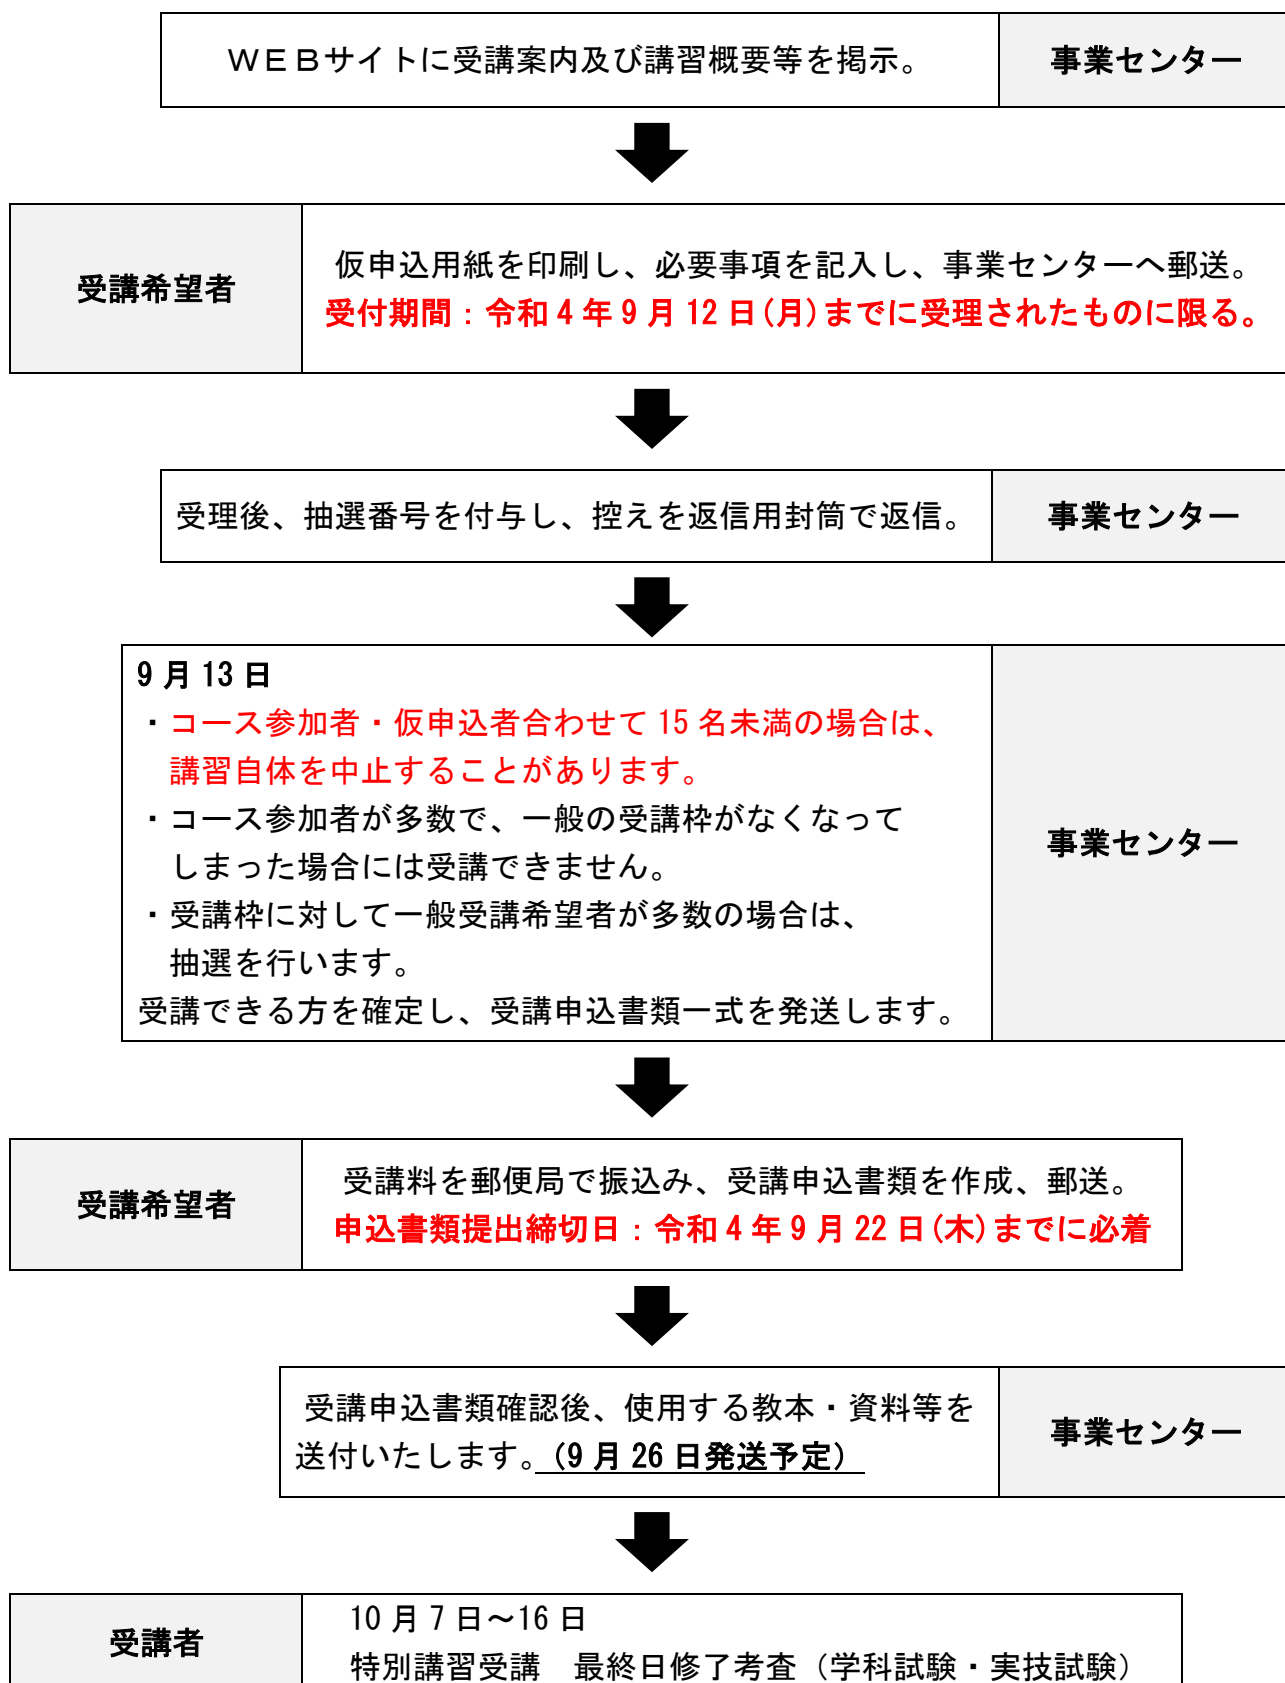 ＷＥＢサイトに受講案内及び講習概要等を掲示。
事業センター
受講希望者
仮申込用紙を印刷し、必要事項を記入し、事業センターへ郵送。
受付期間：令和4年9月12日(月)までに受理されたものに限る。
受理後、抽選番号を付与し、控えを返信用封筒で返信。
事業センター
9月13日
・コース参加者・仮申込者合わせて15名未満の場合は、
講習自体を中止することがあります。
・コース参加者が多数で、一般の受講枠がなくなって
しまった場合には受講できません。
・受講枠に対して一般受講希望者が多数の場合は、
抽選を行います。
受講できる方を確定し、受講申込書類一式を発送します。
事業センター
受講希望者
受講料を郵便局で振込み、受講申込書類を作成、郵送。
申込書類提出締切日：令和4年9月22日(木)までに必着
受講申込書類確認後、使用する教本・資料等を
送付いたします。(9月26日発送予定)
事業センター
受講者
10月7日～16日
特別講習受講　最終日修了考査（学科試験・実技試験）